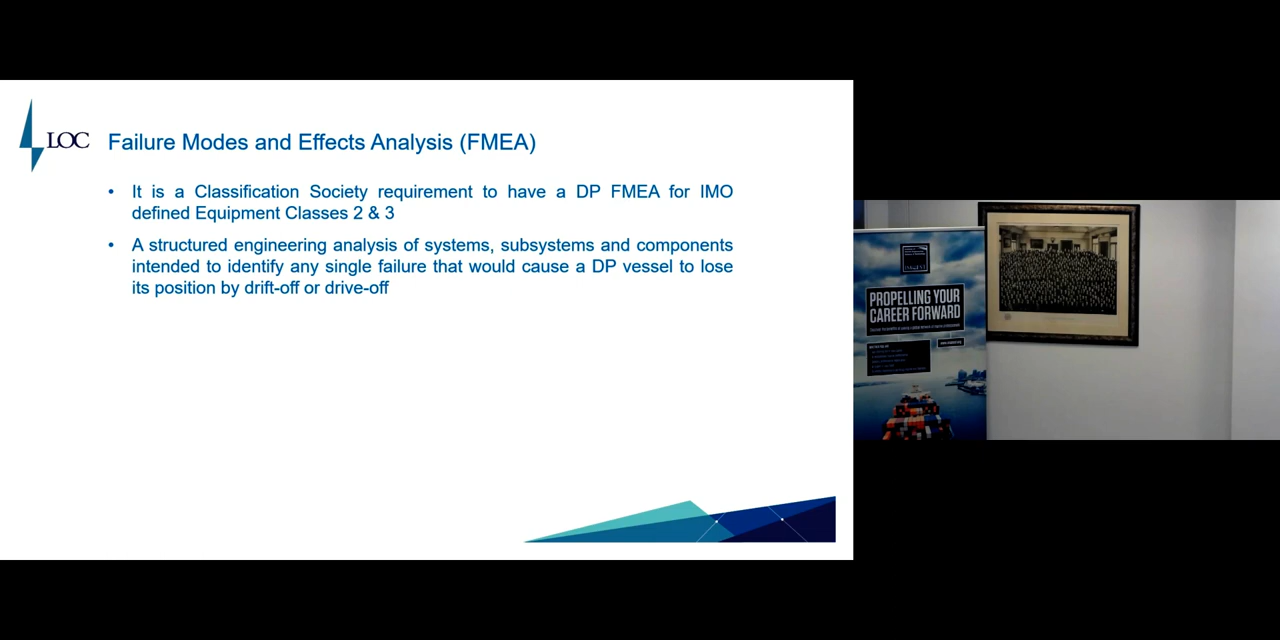 LOC
Failure Modes and Effects Analysis (FMEA)
• It is a Classification Society requirement to have a DP FMEA for IMO
defined Equipment Classes 2 & 3
• A structured engineering analysis of systems, subsystems and components
intended to identify any single failure that would cause a DP vessel to lose
its position by drift-off or drive-off
PROPELLING YOUR
CAREER FORWARD